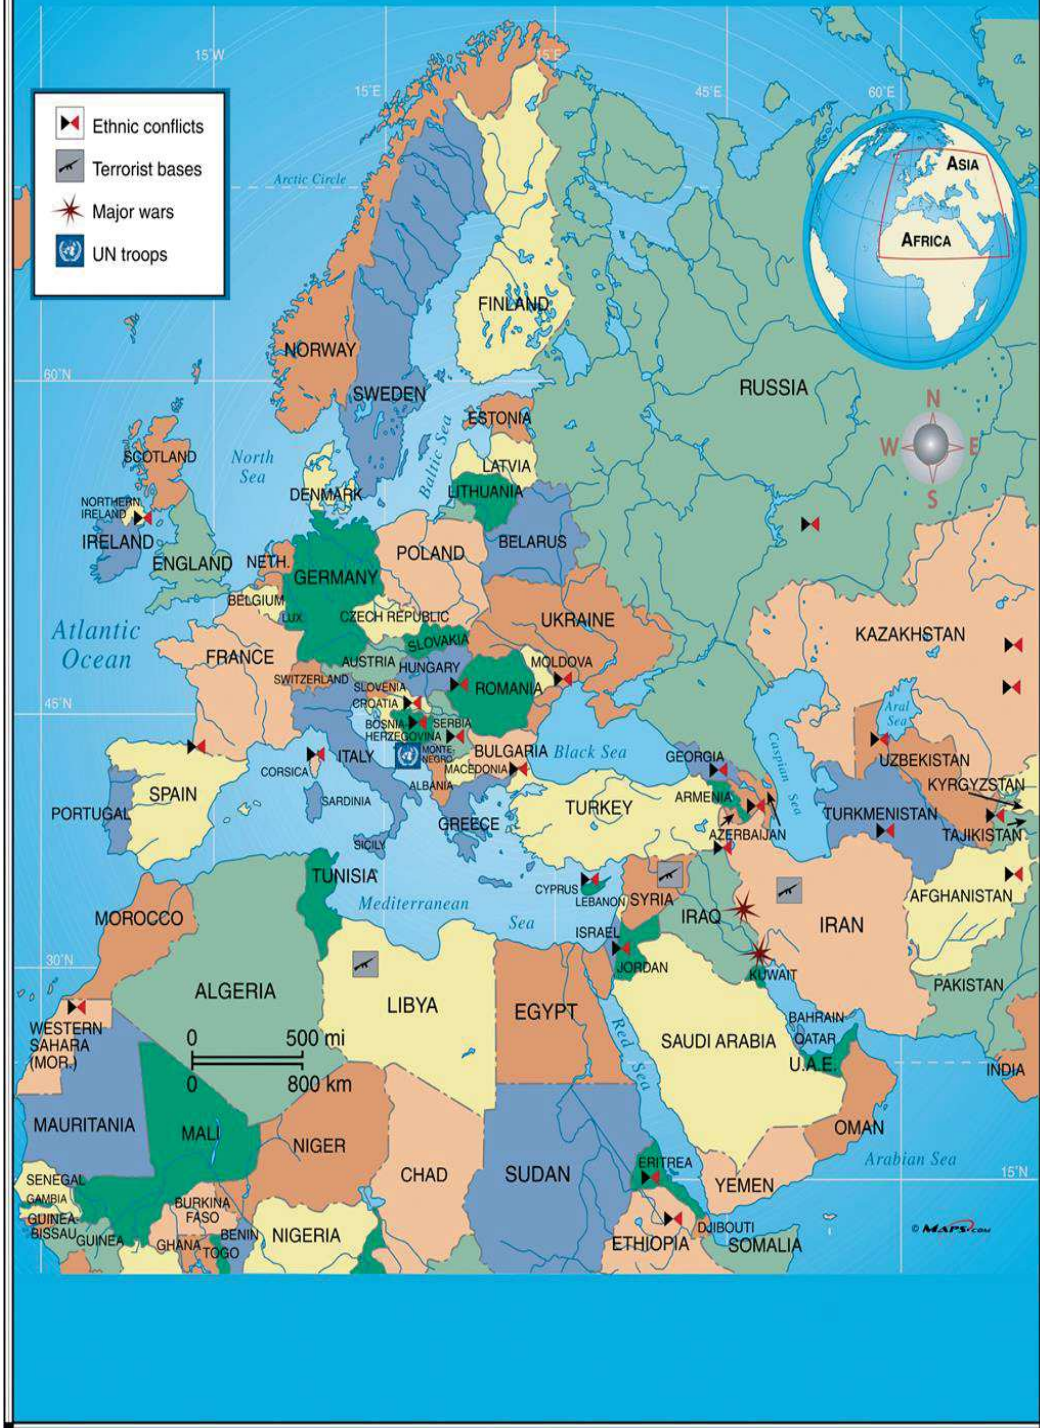 15°W
15°E
15°E
45°E
60°E
Ethnic conflicts
Terrorist bases
Major wars
UN troops
Arctic Circle
ASIA
AFRICA
FINLAND
NORWAY
SWEDEN
60°N
RUSSIA
N
W
E
S
ESTONIA
Baltic Sea
North
Sea
SCOTLAND
LATVIA
DENMARK
LITHUANIA
NORTHERN
IRELAND
IRELAND
ENGLAND
NETH.
POLAND
BELARUS
GERMANY
BELGIUM
LUX.
CZECH REPUBLIC
UKRAINE
Atlantic
Ocean
KAZAKHSTAN
SLOVAKIA
FRANCE
AUSTRIA
HUNGARY
MOLDOVA
SWITZERLAND
SLOVENIA
ROMANIA
CROATIA
45°N
Aral
Sea
BOSNIA-
HERZEGOVINA
SERBIA
MONTE-
NEGRO
ITALY
BULGARIA
Black Sea
GEORGIA
Caspian Sea
UZBEKISTAN
CORSICA
MACEDONIA
ALBANIA
KYRGYZSTAN
SPAIN
SARDINIA
PORTUGAL
TURKEY
ARMENIA
TURKMENISTAN
GREECE
AZERBAIJAN
TAJIKISTAN
SICILY
TUNISIA
CYPRUS
LEBANON
SYRIA
AFGHANISTAN
Mediterranean
Sea
MOROCCO
IRAQ
IRAN
ISRAEL
JORDAN
KUWAIT
30°N
ALGERIA
LIBYA
EGYPT
PAKISTAN
WESTERN
SAHARA
(MOR.)
0
500 mi
0
800 km
Red Sea
SAUDI ARABIA
BAHRAIN
QATAR
U.A.E.
INDIA
MAURITANIA
MALI
NIGER
OMAN
CHAD
SUDAN
ERITREA
Arabian Sea
15°N
SENEGAL
GAMBIA
YEMEN
BURKINA
FASO
GUINEA-
BISSAU
GUINEA
GHANA
TOGO
BENIN
NIGERIA
ETHIOPIA
DJIBOUTI
SOMALIA
© MAPS.COM